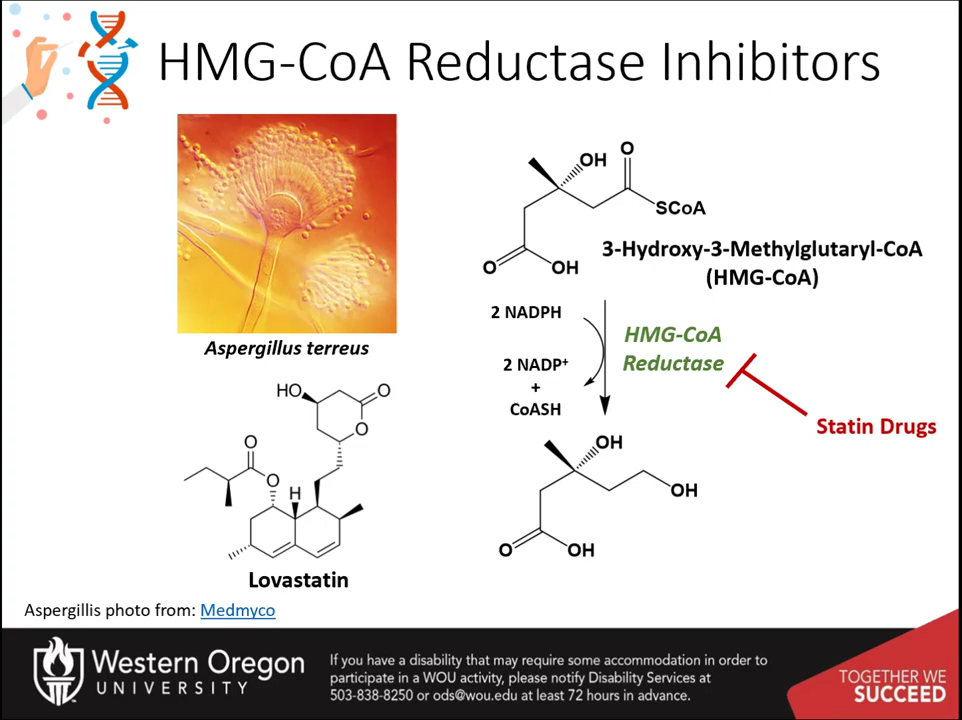 HMG-CoA Reductase Inhibitors
Aspergillus terreus
HO
O
O
O
O
H
Lovastatin
Aspergillis photo from: Medmyco
OH
O
SCoA
O
OH
3-Hydroxy-3-Methylglutaryl-CoA
(HMG-CoA)
2 NADPH
2 NADP+
+
CoASH
HMG-CoA
Reductase
Statin Drugs
OH
OH
O
OH
Western Oregon
UNIVERSITY
If you have a disability that may require some accommodation in order to
participate in a WOU activity, please notify Disability Services at
503-838-8250 or ods@wou.edu at least 72 hours in advance.
TOGETHER WE
SUCCEED